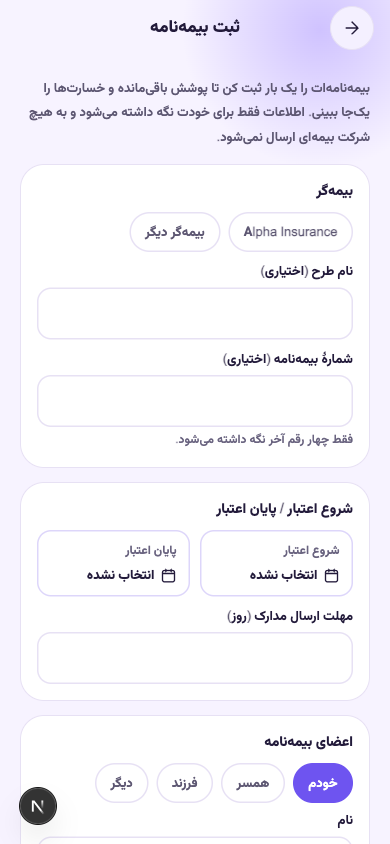 ثبت بیمه‌نامه
بیمه‌نامه‌ات را یک بار ثبت کن تا پوشش باقی‌مانده و خسارت‌ها را
یک‌جا ببینی. اطلاعات فقط برای خودت نگه داشته می‌شود و به هیچ
شرکت بیمه‌ای ارسال نمی‌شود.
بیمه‌گر
Alpha Insurance
بیمه‌گر دیگر
نام طرح (اختیاری)
شمارهٔ بیمه‌نامه (اختیاری)
فقط چهار رقم آخر نگه داشته می‌شود.
شروع اعتبار / پایان اعتبار
شروع اعتبار
انتخاب نشده
پایان اعتبار
انتخاب نشده
مهلت ارسال مدارک (روز)
اعضای بیمه‌نامه
خودم
همسر
فرزند
دیگر
نام
N